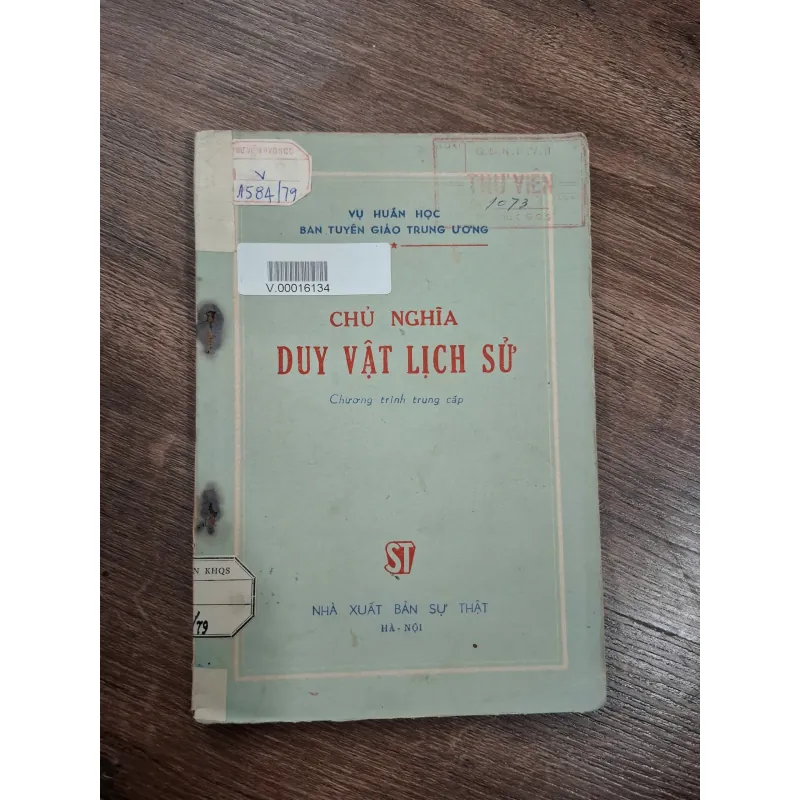 V
A584/79
THƯ VIỆN
1073
VỤ HUẤN HỌC
BAN TUYÊN GIÁO TRUNG ƯƠNG
V.00016134
CHỦ NGHĨA
DUY VẬT LỊCH SỬ
Chương trình trung cấp
ST
N KHQS
/79
NHÀ XUẤT BẢN SỰ THẬT
HÀ - NỘI